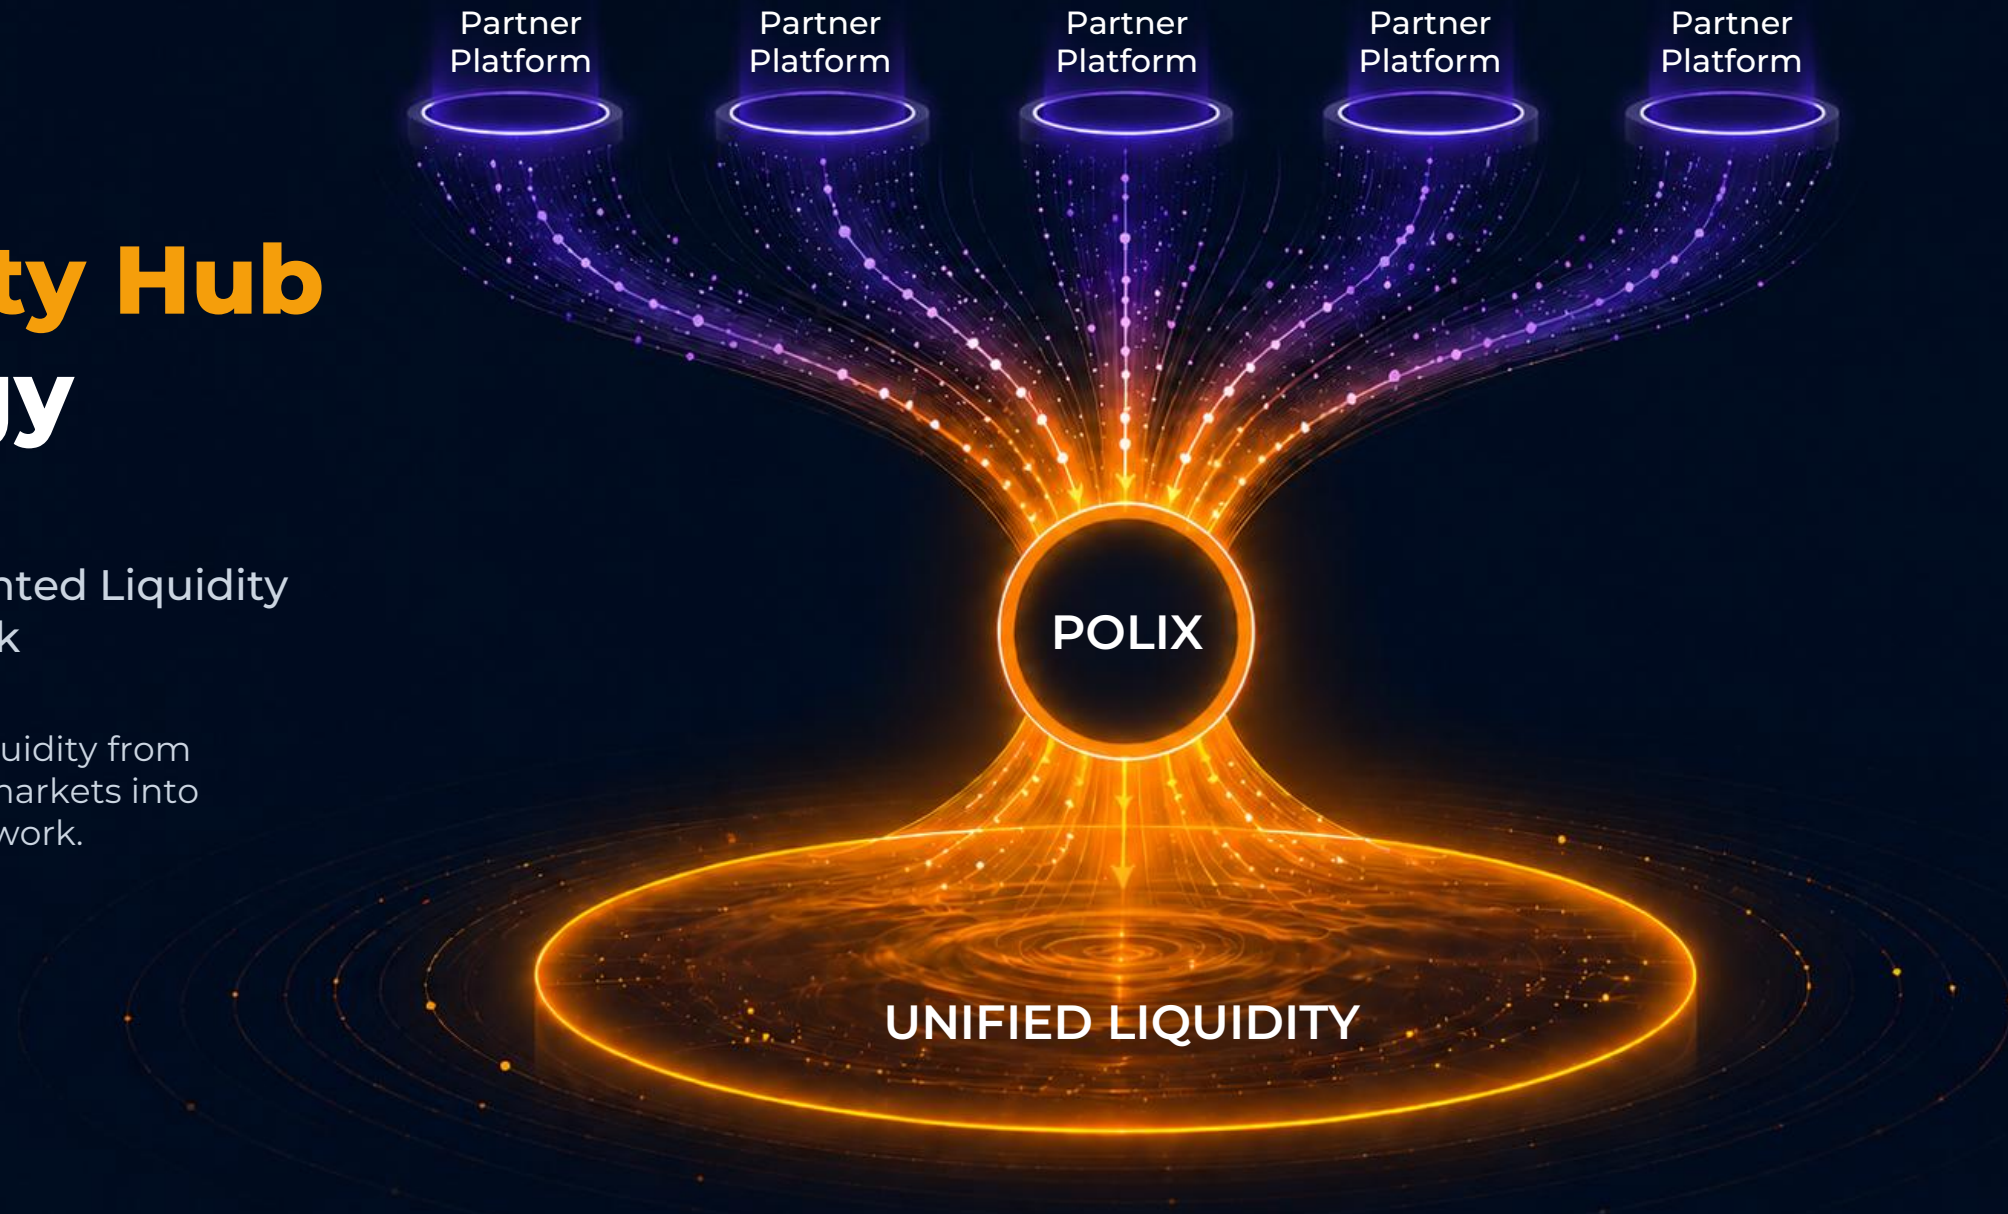 Partner
Platform
Partner
Platform
Partner
Platform
Partner
Platform
Partner
Platform
ty Hub
gy
nted Liquidity
k
uidity from
narkets into
work.
POLIX
UNIFIED LIQUIDITY